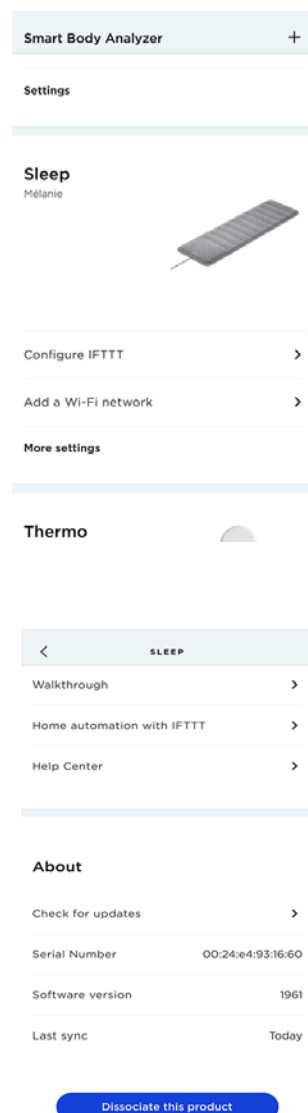 Smart Body Analyzer +
Settings
Sleep
Mélanie
Configure IFTTT
Add a Wi-Fi network
More settings
Thermo
SLEEP
Walkthrough
Home automation with IFTTT
Help Center
About
Check for updates
Serial Number 00:24:e4:93:16:60
Software version 1961
Last sync Today
Dissociate this product